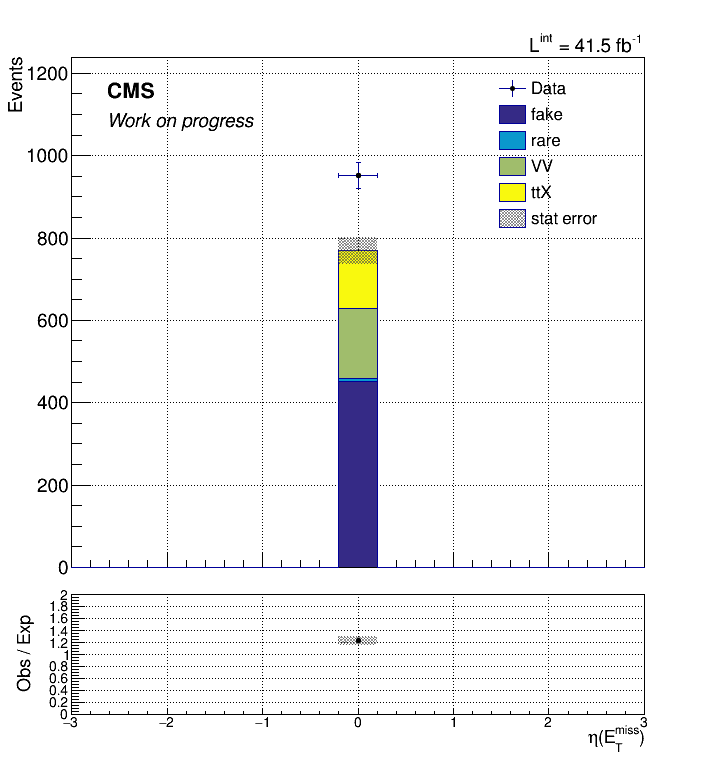 L^int = 41.5 fb^-1
Events
1200
1000
800
600
400
200
0
CMS
Work on progress
Data
fake
rare
VV
ttX
stat error
Obs / Exp
2
1.8
1.6
1.4
1.2
1
0.8
0.6
0.4
0.2
0
−3 −2 −1 0 1 2 3
η(E_T^miss)